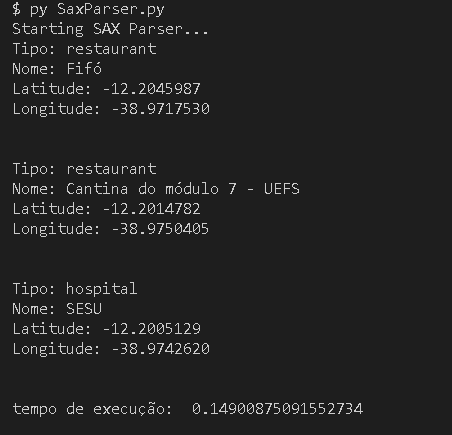 $ py SaxParser.py
Starting SAX Parser...
Tipo: restaurant
Nome: Fifó
Latitude: -12.2045987
Longitude: -38.9717530
Tipo: restaurant
Nome: Cantina do módulo 7 - UEFS
Latitude: -12.2014782
Longitude: -38.9750405
Tipo: hospital
Nome: SESU
Latitude: -12.2005129
Longitude: -38.9742620
tempo de execução:  0.14900875091552734